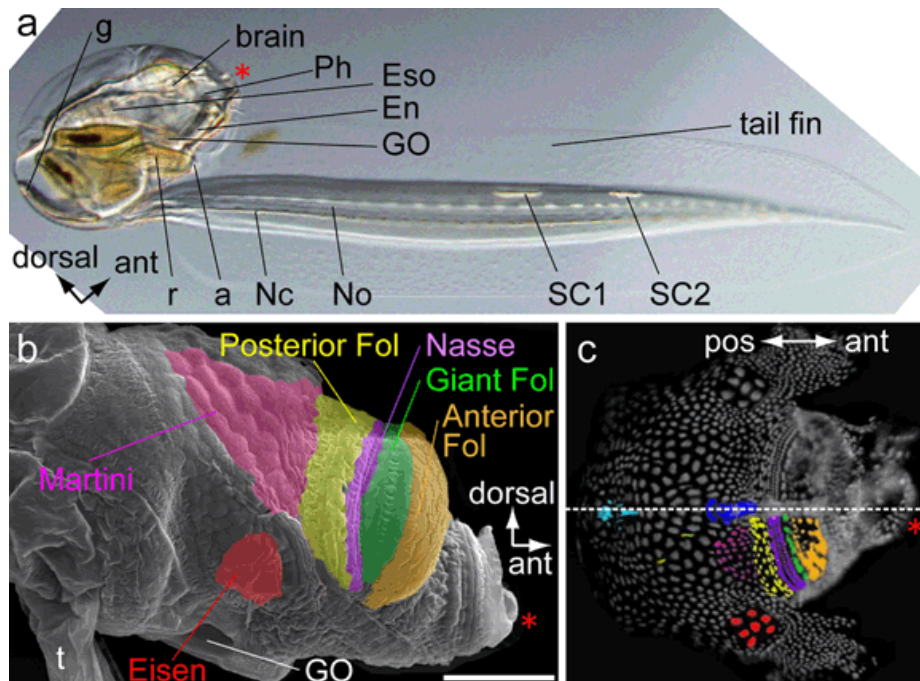 a
g
brain
*
Ph
Eso
En
GO
tail fin
dorsal
ant
r
a
Nc
No
SC1
SC2
b
Posterior Fol
Nasse
Giant Fol
Anterior
Fol
Martini
dorsal
ant
Eisen
t
GO
*
c
pos
ant
*